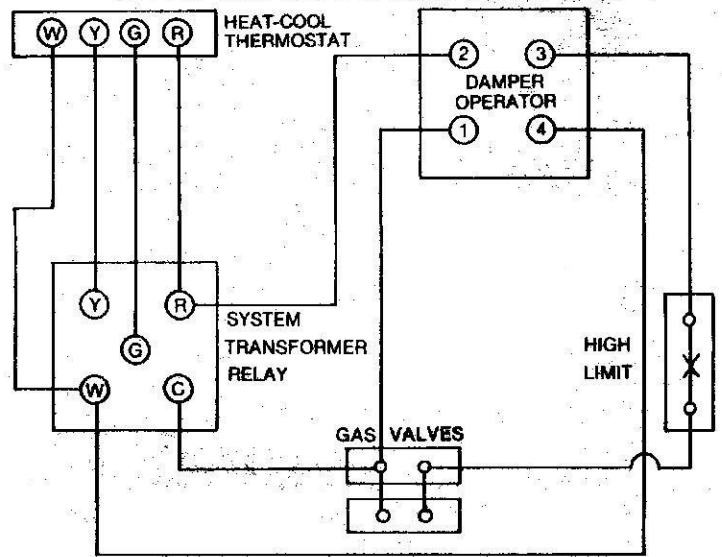 W Y G R
HEAT-COOL
THERMOSTAT
2 3
DAMPER
OPERATOR
1 4
Y R
SYSTEM
G
TRANSFORMER
RELAY
W C
HIGH
LIMIT
GAS VALVES